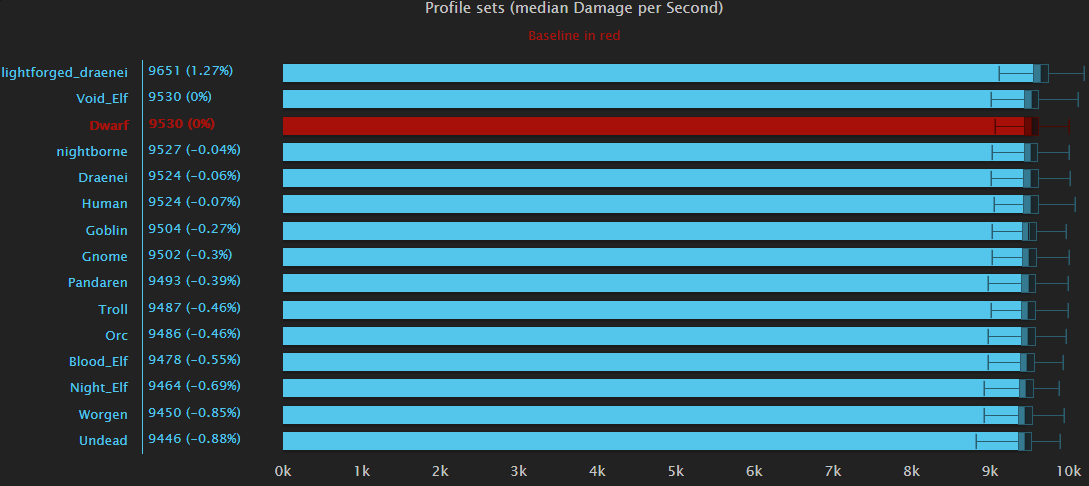 Profile sets (median Damage per Second)
Baseline in red
lightforged_draenei 9651 (1.27%)
Void_Elf 9530 (0%)
Dwarf 9530 (0%)
nightborne 9527 (-0.04%)
Draenei 9524 (-0.06%)
Human 9524 (-0.07%)
Goblin 9504 (-0.27%)
Gnome 9502 (-0.3%)
Pandaren 9493 (-0.39%)
Troll 9487 (-0.46%)
Orc 9486 (-0.46%)
Blood_Elf 9478 (-0.55%)
Night_Elf 9464 (-0.69%)
Worgen 9450 (-0.85%)
Undead 9446 (-0.88%)
0k 1k 2k 3k 4k 5k 6k 7k 8k 9k 10k